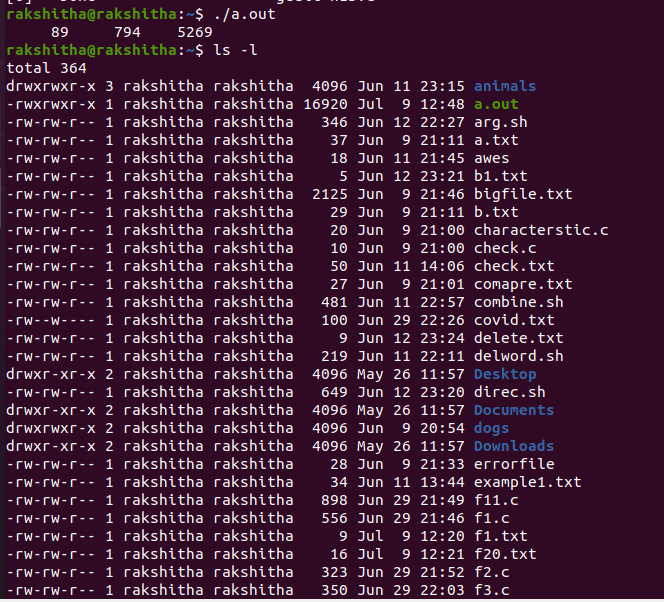 rakshitha@rakshitha:~$ ./a.out
     89     794    5269
rakshitha@rakshitha:~$ ls -l
total 364
drwxrwxr-x 3 rakshitha rakshitha  4096 Jun 11 23:15 animals
-rwxrwxr-x 1 rakshitha rakshitha 16920 Jul  9 12:48 a.out
-rw-rw-r-- 1 rakshitha rakshitha   346 Jun 12 22:27 arg.sh
-rw-rw-r-- 1 rakshitha rakshitha    37 Jun  9 21:11 a.txt
-rw-rw-r-- 1 rakshitha rakshitha    18 Jun 11 21:45 awes
-rw-rw-r-- 1 rakshitha rakshitha     5 Jun 12 23:21 b1.txt
-rw-rw-r-- 1 rakshitha rakshitha  2125 Jun  9 21:46 bigfile.txt
-rw-rw-r-- 1 rakshitha rakshitha    29 Jun  9 21:11 b.txt
-rw-rw-r-- 1 rakshitha rakshitha    20 Jun  9 21:00 characterstic.c
-rw-rw-r-- 1 rakshitha rakshitha    10 Jun  9 21:00 check.c
-rw-rw-r-- 1 rakshitha rakshitha    50 Jun 11 14:06 check.txt
-rw-rw-r-- 1 rakshitha rakshitha    27 Jun  9 21:01 comapre.txt
-rw-rw-r-- 1 rakshitha rakshitha   481 Jun 11 22:57 combine.sh
-rw--w---- 1 rakshitha rakshitha   100 Jun 29 22:26 covid.txt
-rw-rw-r-- 1 rakshitha rakshitha     9 Jun 12 23:24 delete.txt
-rw-rw-r-- 1 rakshitha rakshitha   219 Jun 11 22:11 delword.sh
drwxr-xr-x 2 rakshitha rakshitha  4096 May 26 11:57 Desktop
-rw-rw-r-- 1 rakshitha rakshitha   649 Jun 12 23:20 direc.sh
drwxr-xr-x 2 rakshitha rakshitha  4096 May 26 11:57 Documents
drwxrwxr-x 2 rakshitha rakshitha  4096 Jun  9 20:54 dogs
drwxr-xr-x 2 rakshitha rakshitha  4096 May 26 11:57 Downloads
-rw-rw-r-- 1 rakshitha rakshitha    28 Jun  9 21:33 errorfile
-rw-rw-r-- 1 rakshitha rakshitha    34 Jun 11 13:44 example1.txt
-rw-rw-r-- 1 rakshitha rakshitha   898 Jun 29 21:49 f11.c
-rw-rw-r-- 1 rakshitha rakshitha   556 Jun 29 21:46 f1.c
-rw-rw-r-- 1 rakshitha rakshitha     9 Jul  9 12:20 f1.txt
-rw-rw-r-- 1 rakshitha rakshitha    16 Jul  9 12:21 f20.txt
-rw-rw-r-- 1 rakshitha rakshitha   323 Jun 29 21:52 f2.c
-rw-rw-r-- 1 rakshitha rakshitha   350 Jun 29 22:03 f3.c